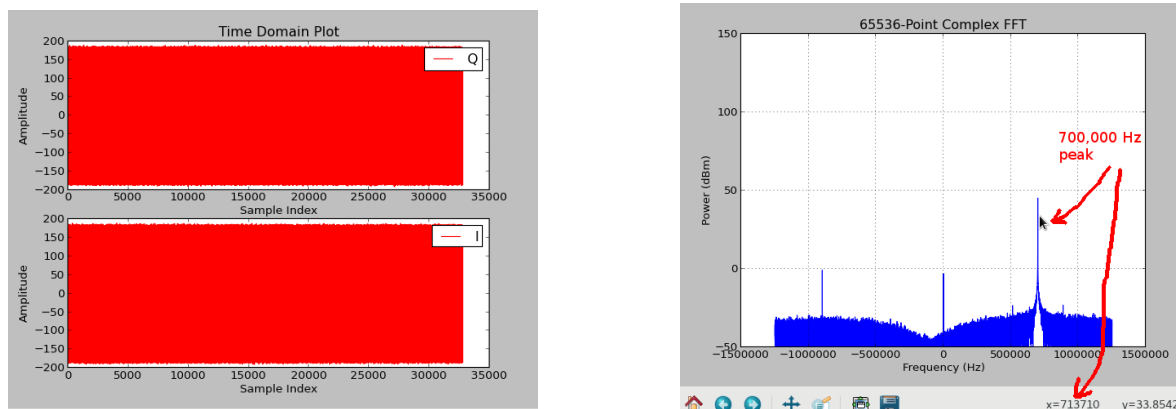 Time Domain Plot
200
150
100
50
0
−50
−100
−150
−200
Amplitude
Q
0 5000 10000 15000 20000 25000 30000 35000
Sample Index
200
150
100
50
0
−50
−100
−150
−200
Amplitude
I
0 5000 10000 15000 20000 25000 30000 35000
Sample Index
65536-Point Complex FFT
150
100
50
0
−50
Power (dBm)
700,000 Hz
peak
−1500000 −1000000 −500000 0 500000 1000000 1500000
Frequency (Hz)
x=713710 y=33.8542